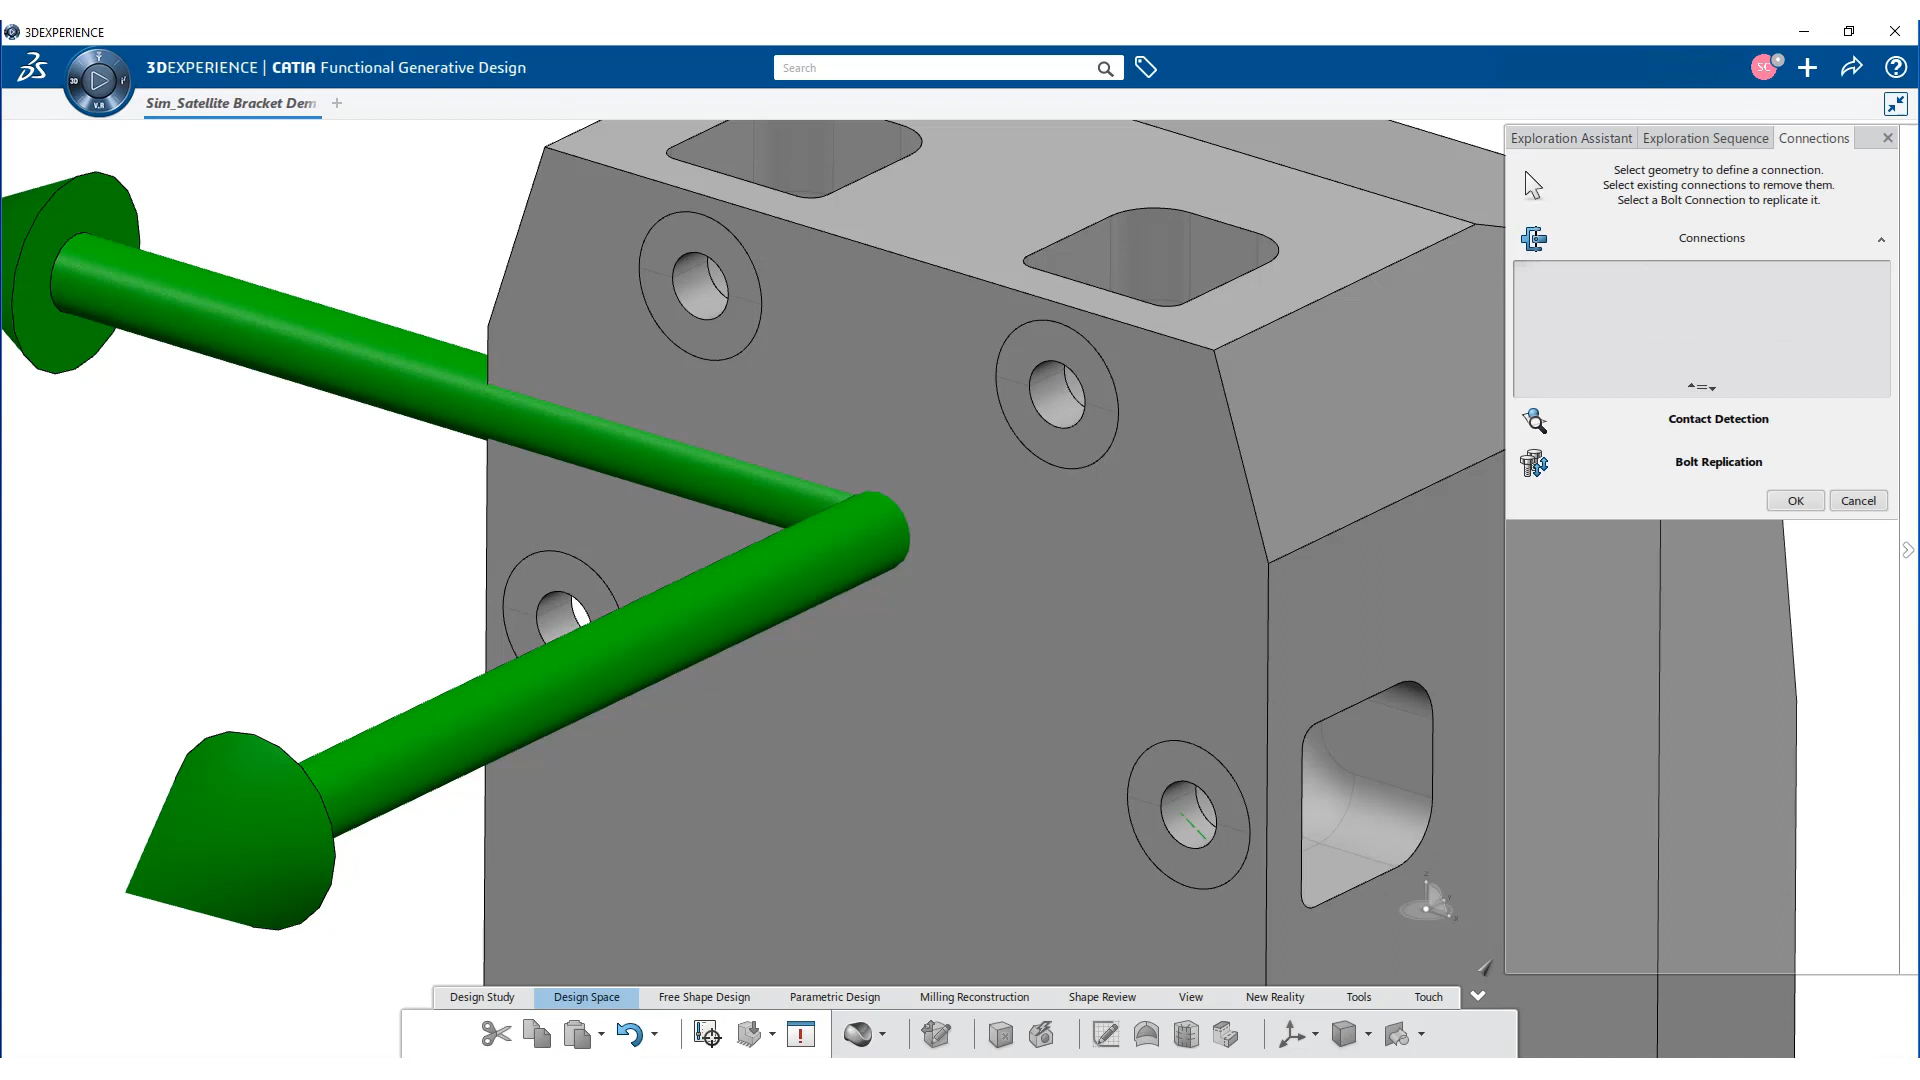 3DEXPERIENCE
3DEXPERIENCE | CATIA Functional Generative Design
Search
SC
3D
V.R
Sim_Satellite Bracket Dem
Exploration Assistant
Exploration Sequence
Connections
Select geometry to define a connection.
Select existing connections to remove them.
Select a Bolt Connection to replicate it.
Connections
Contact Detection
Bolt Replication
OK
Cancel
Design Study
Design Space
Free Shape Design
Parametric Design
Milling Reconstruction
Shape Review
View
New Reality
Tools
Touch